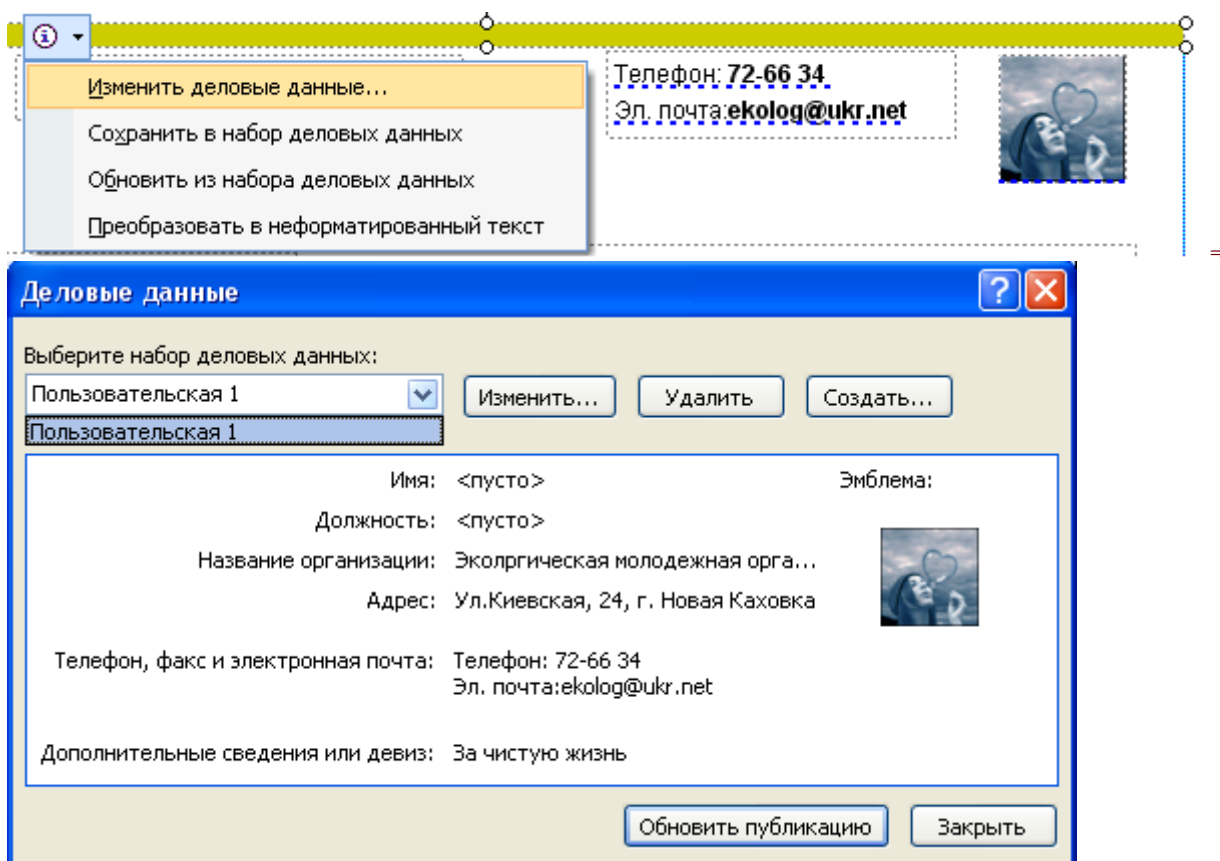 Изменить деловые данные...
Сохранить в набор деловых данных
Обновить из набора деловых данных
Преобразовать в неформатированный текст
Телефон: 72-66 34
Эл. почта:ekolog@ukr.net
Деловые данные
Выберите набор деловых данных:
Пользовательская 1
Изменить...
Удалить
Создать...
Пользовательская 1
Имя: <пусто>
Эмблема:
Должность: <пусто>
Название организации: Эколргическая молодежная орга...
Адрес: Ул.Киевская, 24, г. Новая Каховка
Телефон, факс и электронная почта: Телефон: 72-66 34
Эл. почта:ekolog@ukr.net
Дополнительные сведения или девиз: За чистую жизнь
Обновить публикацию
Закрыть